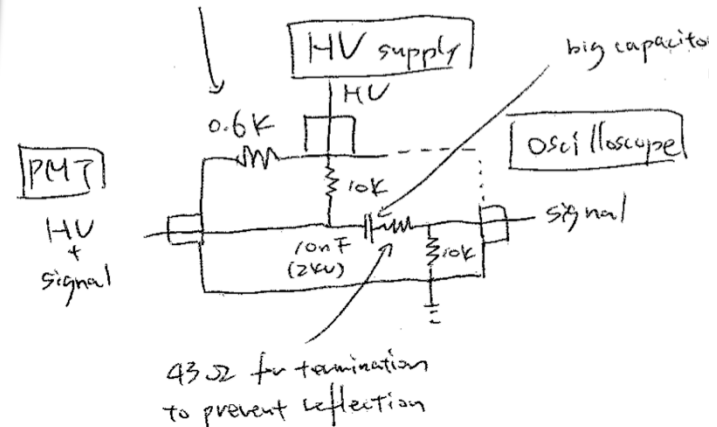 HV supply
big capacitor
HV
0.6K
oscilloscope
PMT
10K
HV
+
signal
signal
10nF
(2KV)
10K
43Ω for termination
to prevent reflection